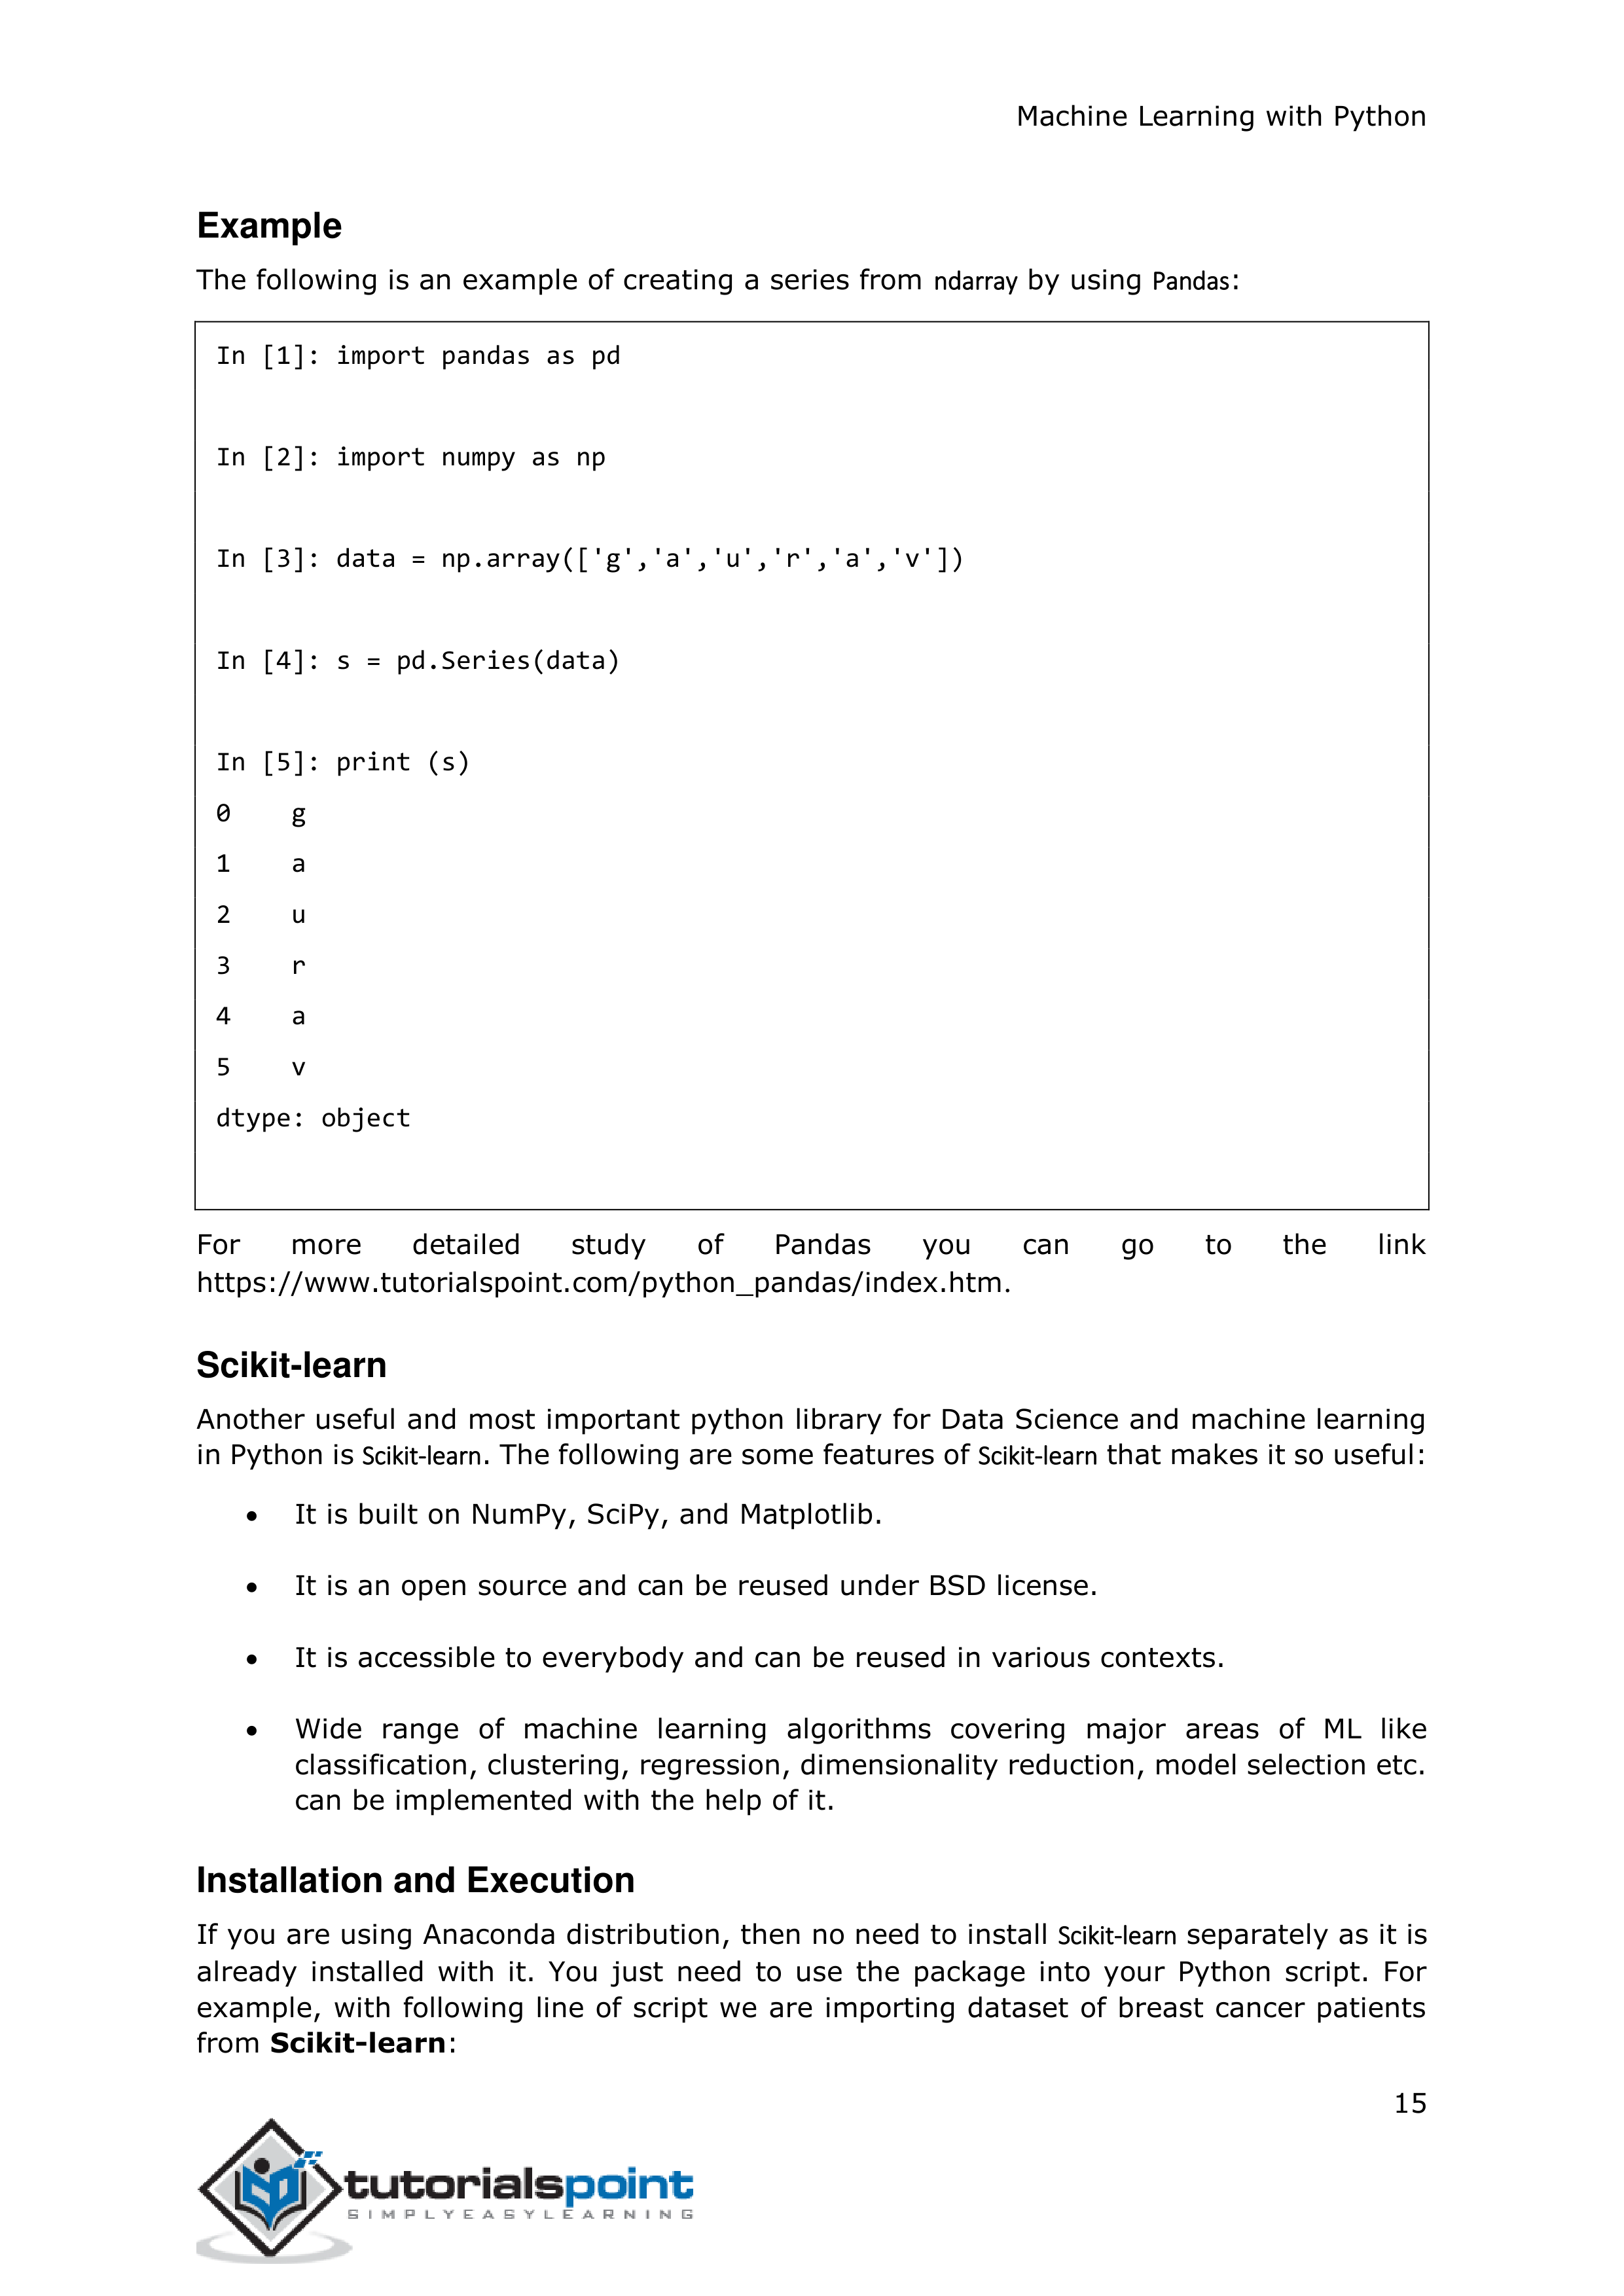 Machine Learning with Python
Example
The following is an example of creating a series from ndarray by using Pandas:
In [1]: import pandas as pd
In [2]: import numpy as np
In [3]: data = np.array(['g','a','u','r','a','v'])
In [4]: s = pd.Series(data)
In [5]: print (s)
0    g
1    a
2    u
3    r
4    a
5    v
dtype: object
For more detailed study of Pandas you can go to the link
https://www.tutorialspoint.com/python_pandas/index.htm.
Scikit-learn
Another useful and most important python library for Data Science and machine learning
in Python is Scikit-learn. The following are some features of Scikit-learn that makes it so useful:
• It is built on NumPy, SciPy, and Matplotlib.
• It is an open source and can be reused under BSD license.
• It is accessible to everybody and can be reused in various contexts.
• Wide range of machine learning algorithms covering major areas of ML like
classification, clustering, regression, dimensionality reduction, model selection etc.
can be implemented with the help of it.
Installation and Execution
If you are using Anaconda distribution, then no need to install Scikit-learn separately as it is
already installed with it. You just need to use the package into your Python script. For
example, with following line of script we are importing dataset of breast cancer patients
from Scikit-learn:
15
tutorialspoint
SIMPLYEASYLEARNING